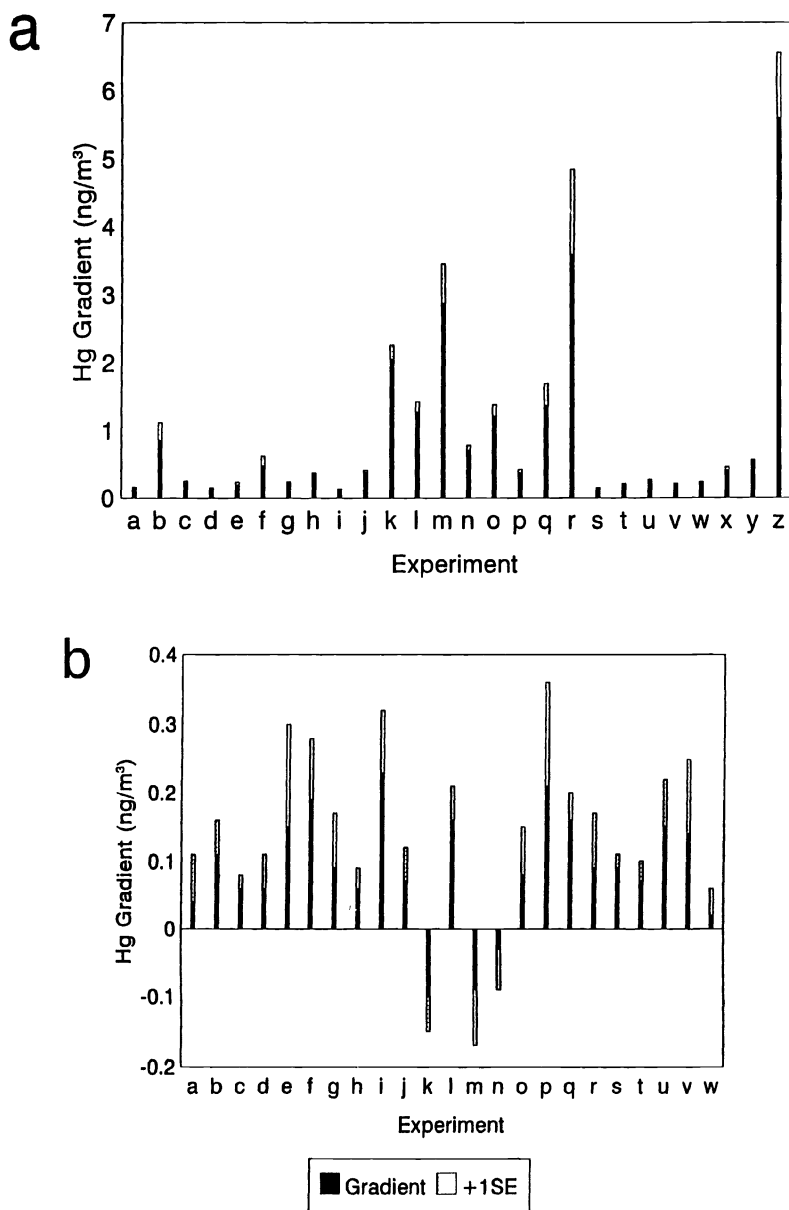 a
7
6
5
4
3
2
1
0
Hg Gradient (ng/m³)
a b c d e f g h i j k l m n o p q r s t u v w x y z
Experiment
b
0.4
0.3
0.2
0.1
0
-0.1
-0.2
Hg Gradient (ng/m³)
a b c d e f g h i j k l m n o p q r s t u v w
Experiment
Gradient +1SE